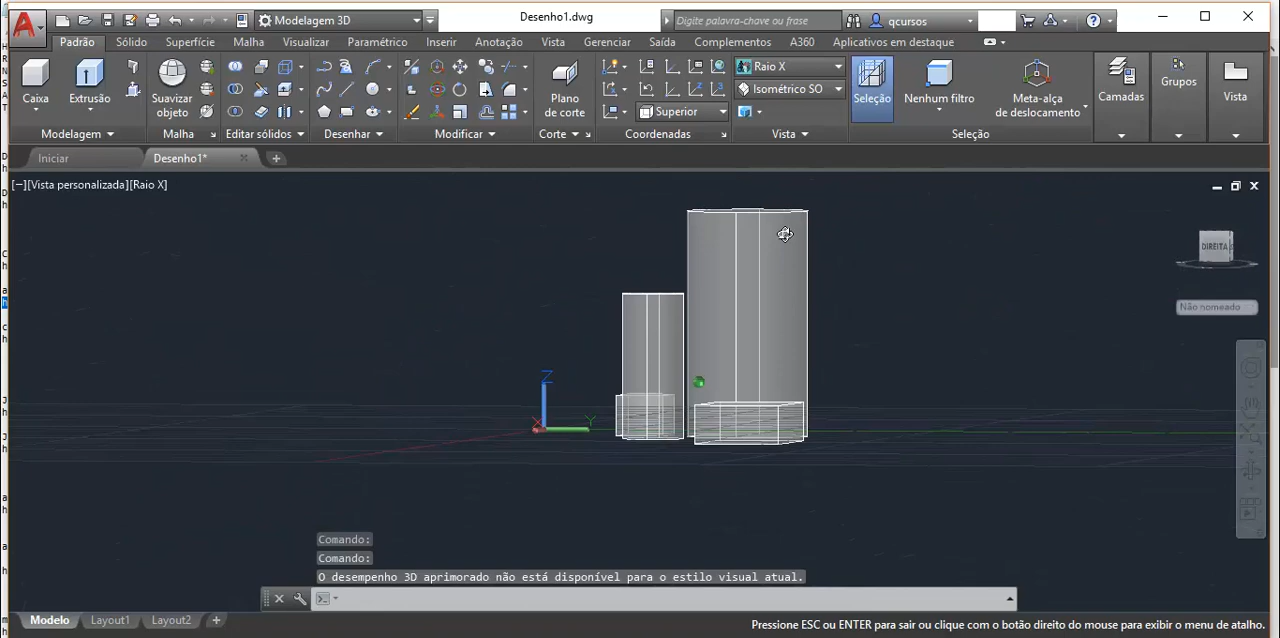 Modelagem 3D
Desenho1.dwg
Digite palavra-chave ou frase
qcursos
Padrão
Sólido
Superfície
Malha
Visualizar
Paramétrico
Inserir
Anotação
Vista
Gerenciar
Saída
Complementos
A360
Aplicativos em destaque
Caixa
Extrusão
Suavizar
objeto
Plano
de corte
Raio X
Isométrico SO
Superior
Seleção
Nenhum filtro
Meta-alça
de deslocamento
Camadas
Grupos
Vista
Modelagem
Malha
Editar sólidos
Desenhar
Modificar
Corte
Coordenadas
Vista
Seleção
Iniciar
Desenho1*
[−][Vista personalizada][Raio X]
DIREITA
Não nomeado
Z
X
Y
Comando:
Comando:
O desempenho 3D aprimorado não está disponível para o estilo visual atual.
Modelo
Layout1
Layout2
Pressione ESC ou ENTER para sair ou clique com o botão direito do mouse para exibir o menu de atalho.